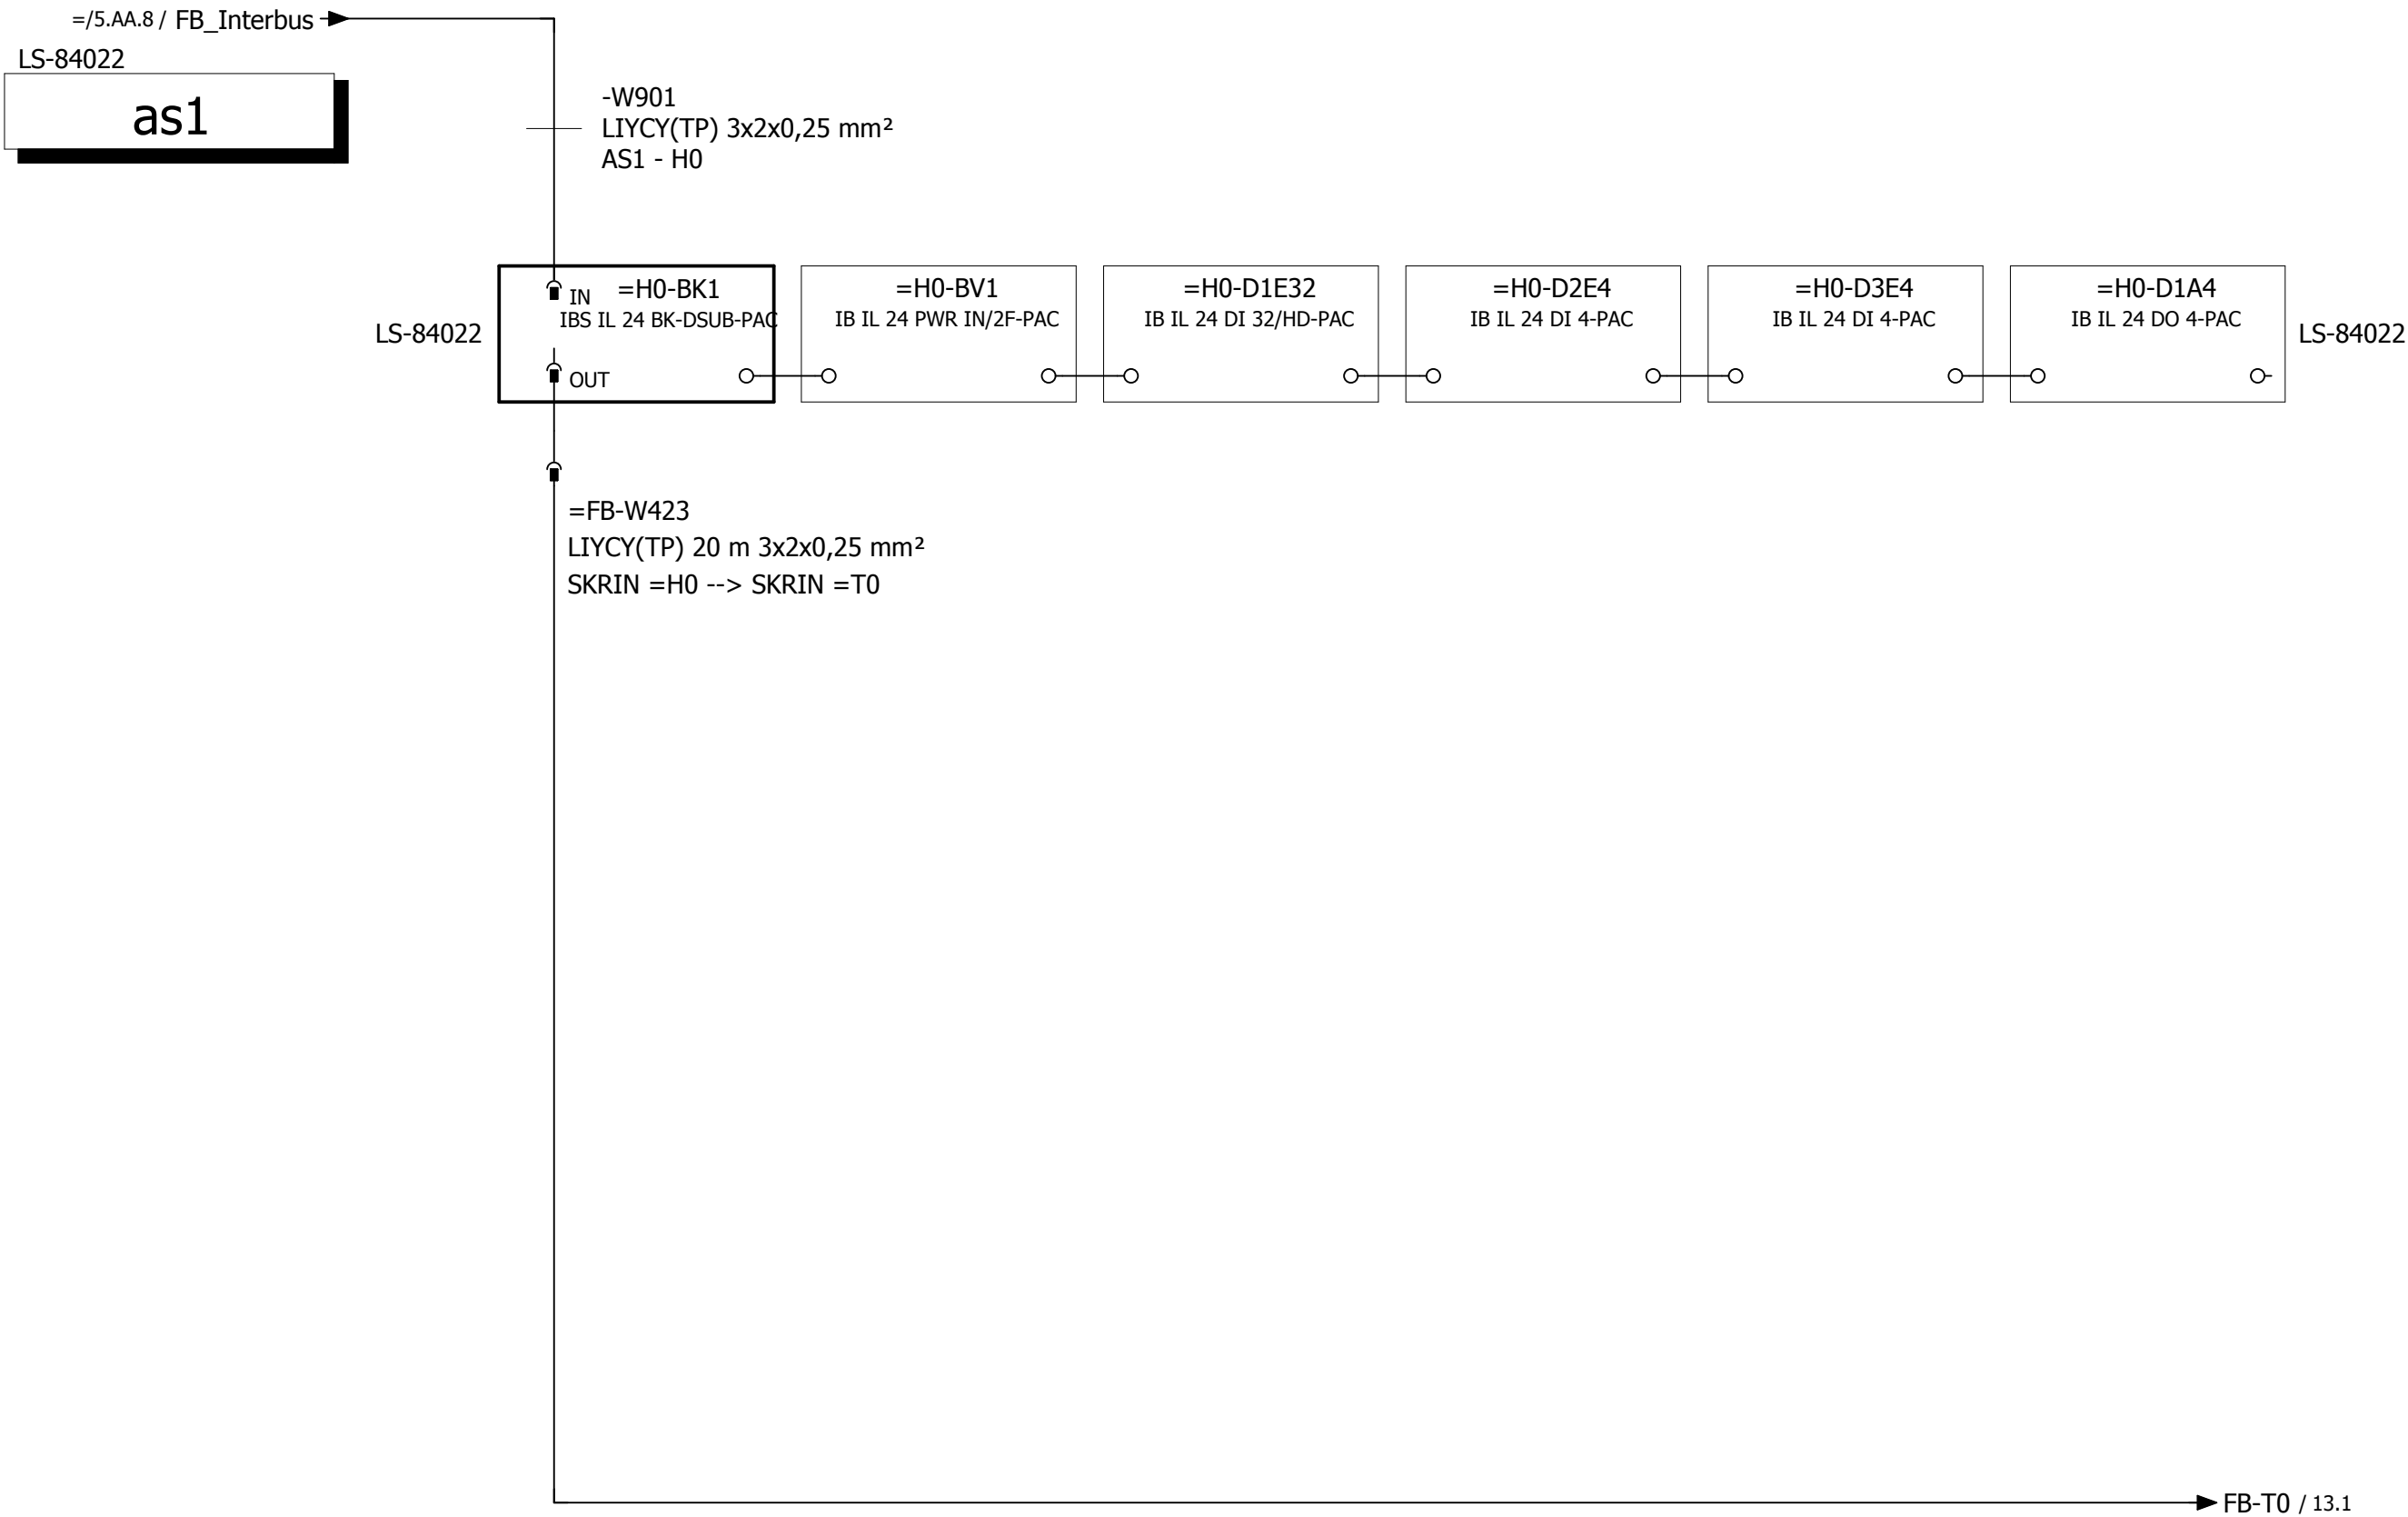 =/5.AA.8 / FB_Interbus
LS-84022
as1
-W901
LIYCY(TP) 3x2x0,25 mm²
AS1 - H0
LS-84022
IN =H0-BK1
IBS IL 24 BK-DSUB-PAC
OUT
=H0-BV1
IB IL 24 PWR IN/2F-PAC
=H0-D1E32
IB IL 24 DI 32/HD-PAC
=H0-D2E4
IB IL 24 DI 4-PAC
=H0-D3E4
IB IL 24 DI 4-PAC
=H0-D1A4
IB IL 24 DO 4-PAC
LS-84022
=FB-W423
LIYCY(TP) 20 m 3x2x0,25 mm²
SKRIN =H0 --> SKRIN =T0
FB-T0 / 13.1